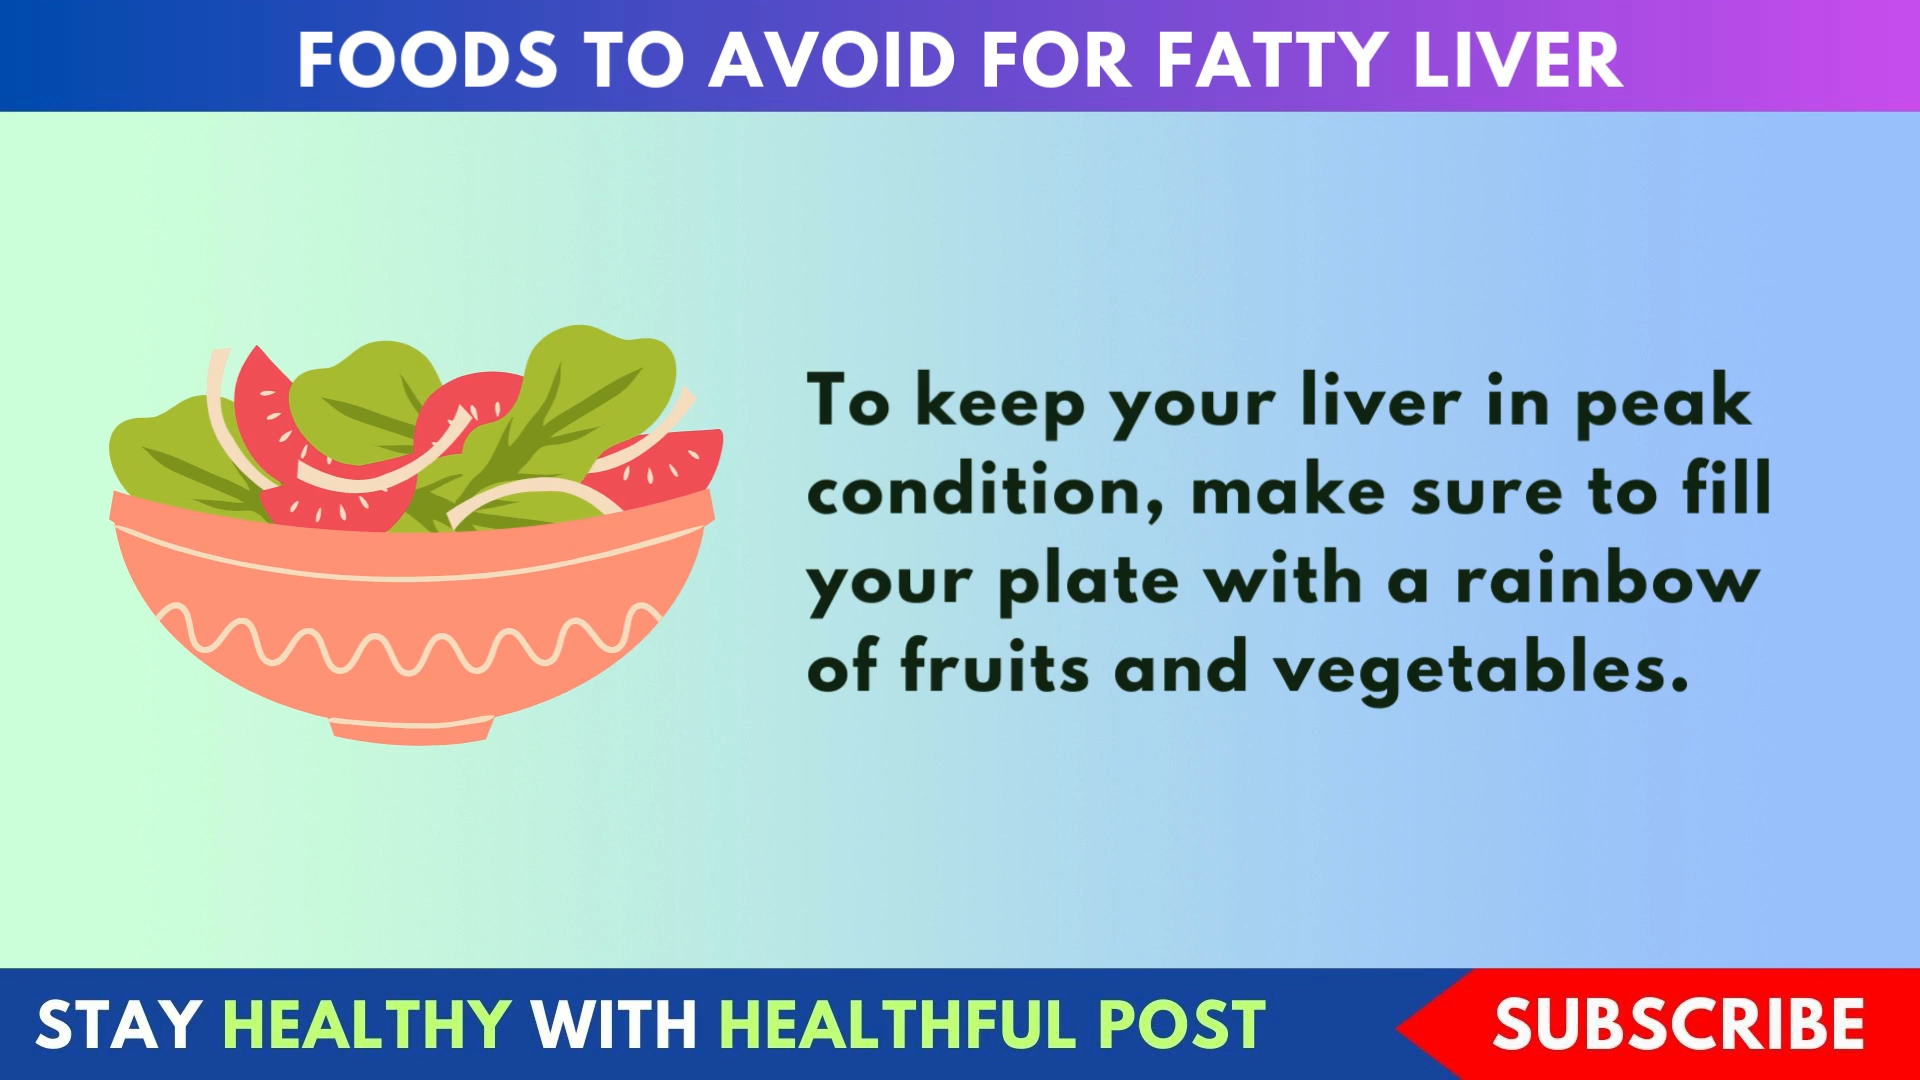 FOODS TO AVOID FOR FATTY LIVER
To keep your liver in peak
condition, make sure to fill
your plate with a rainbow
of fruits and vegetables.
STAY HEALTHY WITH HEALTHFUL POST
SUBSCRIBE